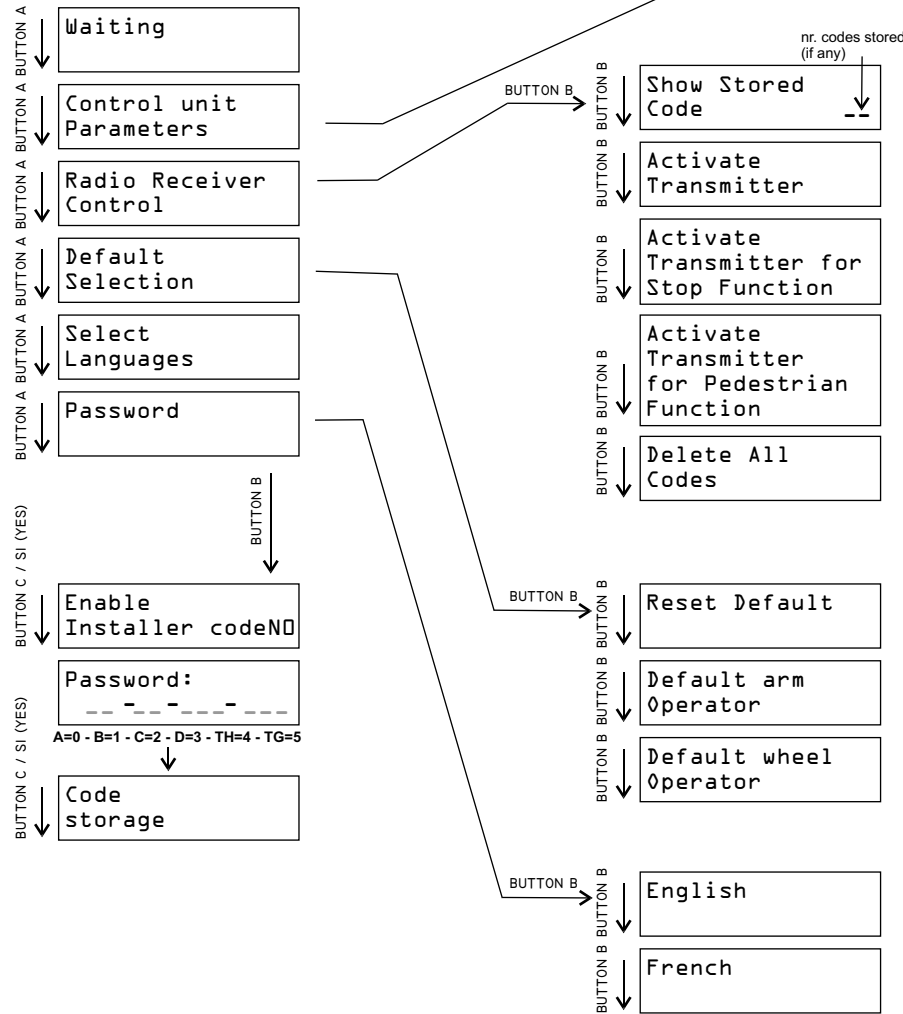 BUTTON A
Waiting
BUTTON A
Control unit
Parameters
BUTTON A
Radio Receiver
Control
BUTTON A
Default
Selection
BUTTON A
Select
Languages
BUTTON A
Password
BUTTON B
BUTTON C / SI (YES)
Enable
Installer codeNO
Password:
__ -__ -___- ___
A=0 - B=1 - C=2 - D=3 - TH=4 - TG=5
BUTTON C / SI (YES)
Code
storage
nr. codes stored
(if any)
BUTTON B
BUTTON B
Show Stored
Code --
BUTTON B
Activate
Transmitter
BUTTON B
Activate
Transmitter for
Stop Function
BUTTON B
Activate
Transmitter
for Pedestrian
Function
BUTTON B
Delete All
Codes
BUTTON B
BUTTON B
Reset Default
BUTTON B
Default arm
Operator
BUTTON B
Default wheel
Operator
BUTTON B
BUTTON B
English
BUTTON B
French